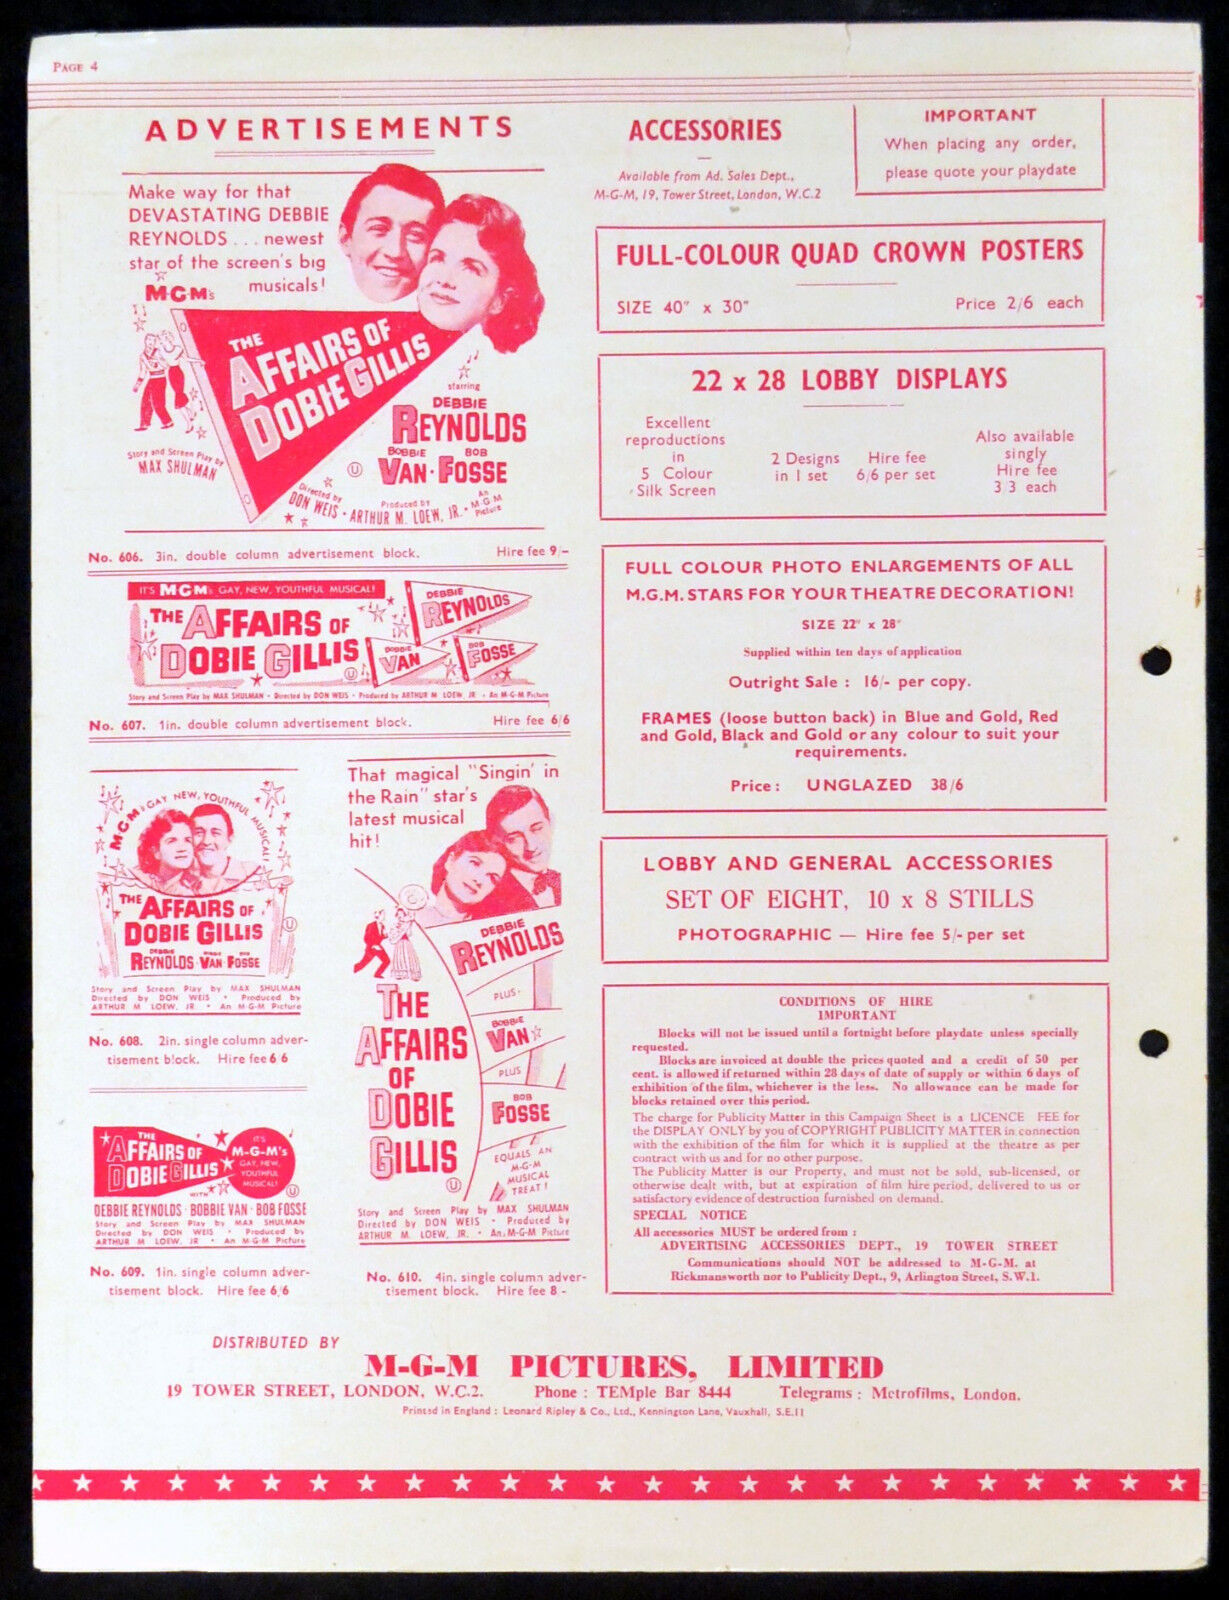 PAGE 4
ADVERTISEMENTS
Make way for that
DEVASTATING DEBBIE
REYNOLDS ... newest
star of the screen's big
musicals!
M-G-M's
THE
AFFAIRS OF
DOBIE GILLIS
starring
DEBBIE
REYNOLDS
BOBBIE BOB
VAN · FOSSE
Story and Screen Play by
MAX SHULMAN
U
Directed by
DON WEIS · Produced by ARTHUR M. LOEW, JR. · An M-G-M Picture
No. 606. 3in. double column advertisement block. Hire fee 9/-
IT'S M-G-M's GAY, NEW, YOUTHFUL MUSICAL!
THE AFFAIRS OF
DOBIE GILLIS
DEBBIE
REYNOLDS
BOBBIE
VAN
BOB
FOSSE
U
Story and Screen Play by MAX SHULMAN · Directed by DON WEIS · Produced by ARTHUR M. LOEW, JR. · An M-G-M Picture
No. 607. 1in. double column advertisement block. Hire fee 6/6
M-G-M's GAY, NEW, YOUTHFUL MUSICAL!
THE
AFFAIRS OF
DOBIE GILLIS
U
DEBBIE BOBBIE BOB
REYNOLDS · VAN · FOSSE
Story and Screen Play by MAX SHULMAN
Directed by DON WEIS · Produced by
ARTHUR M. LOEW, JR. · An M-G-M Picture
No. 608. 2in. single column adver-
tisement block. Hire fee 6 6
THE
AFFAIRS OF
DOBIE GILLIS
IT'S
M-G-M's
GAY, NEW,
YOUTHFUL
MUSICAL!
WITH
U
DEBBIE REYNOLDS · BOBBIE VAN · BOB FOSSE
Story and Screen Play by MAX SHULMAN
Directed by DON WEIS · Produced by
ARTHUR M. LOEW, JR. · An M-G-M Picture
No. 609. 1in. single column adver-
tisement block. Hire fee 6/6
That magical "Singin' in
the Rain" star's
latest musical
hit!
DEBBIE
REYNOLDS
PLUS
BOBBIE
VAN
PLUS
BOB
FOSSE
EQUALS AN
M-G-M
MUSICAL
TREAT!
THE
AFFAIRS
OF
DOBIE
GILLIS
U
Story and Screen Play by MAX SHULMAN
Directed by DON WEIS · Produced by
ARTHUR M. LOEW, JR. · An M-G-M Picture
No. 610. 4in. single column adver-
tisement block. Hire fee 8 -
ACCESSORIES
Available from Ad. Sales Dept.,
M-G-M, 19, Tower Street, London, W.C.2
IMPORTANT
When placing any order,
please quote your playdate
FULL-COLOUR QUAD CROWN POSTERS
SIZE 40" x 30" Price 2/6 each
22 x 28 LOBBY DISPLAYS
Excellent
reproductions
in
5 Colour
Silk Screen
2 Designs
in 1 set
Hire fee
6/6 per set
Also available
singly
Hire fee
3 3 each
FULL COLOUR PHOTO ENLARGEMENTS OF ALL
M.G.M. STARS FOR YOUR THEATRE DECORATION!
SIZE 22" x 28"
Supplied within ten days of application
Outright Sale : 16/- per copy.
FRAMES (loose button back) in Blue and Gold, Red
and Gold, Black and Gold or any colour to suit your
requirements.
Price : UNGLAZED 38/6
LOBBY AND GENERAL ACCESSORIES
SET OF EIGHT, 10 x 8 STILLS
PHOTOGRAPHIC — Hire fee 5/- per set
CONDITIONS OF HIRE
IMPORTANT
Blocks will not be issued until a fortnight before playdate unless specially
requested.
Blocks are invoiced at double the prices quoted and a credit of 50 per
cent. is allowed if returned within 28 days of date of supply or within 6 days of
exhibition of the film, whichever is the less. No allowance can be made for
blocks retained over this period.
The charge for Publicity Matter in this Campaign Sheet is a LICENCE FEE for
the DISPLAY ONLY by you of COPYRIGHT PUBLICITY MATTER in connection
with the exhibition of the film for which it is supplied at the theatre as per
contract with us and for no other purpose.
The Publicity Matter is our Property, and must not be sold, sub-licensed, or
otherwise dealt with, but at expiration of film hire period, delivered to us or
satisfactory evidence of destruction furnished on demand.
SPECIAL NOTICE
All accessories MUST be ordered from :
ADVERTISING ACCESSORIES DEPT., 19 TOWER STREET
Communications should NOT be addressed to M-G-M. at
Rickmansworth nor to Publicity Dept., 9, Arlington Street, S.W.1.
DISTRIBUTED BY
M-G-M PICTURES, LIMITED
19 TOWER STREET, LONDON, W.C.2. Phone : TEMple Bar 8444 Telegrams : Metrofilms, London.
Printed in England : Leonard Ripley & Co., Ltd., Kennington Lane, Vauxhall, S.E.11